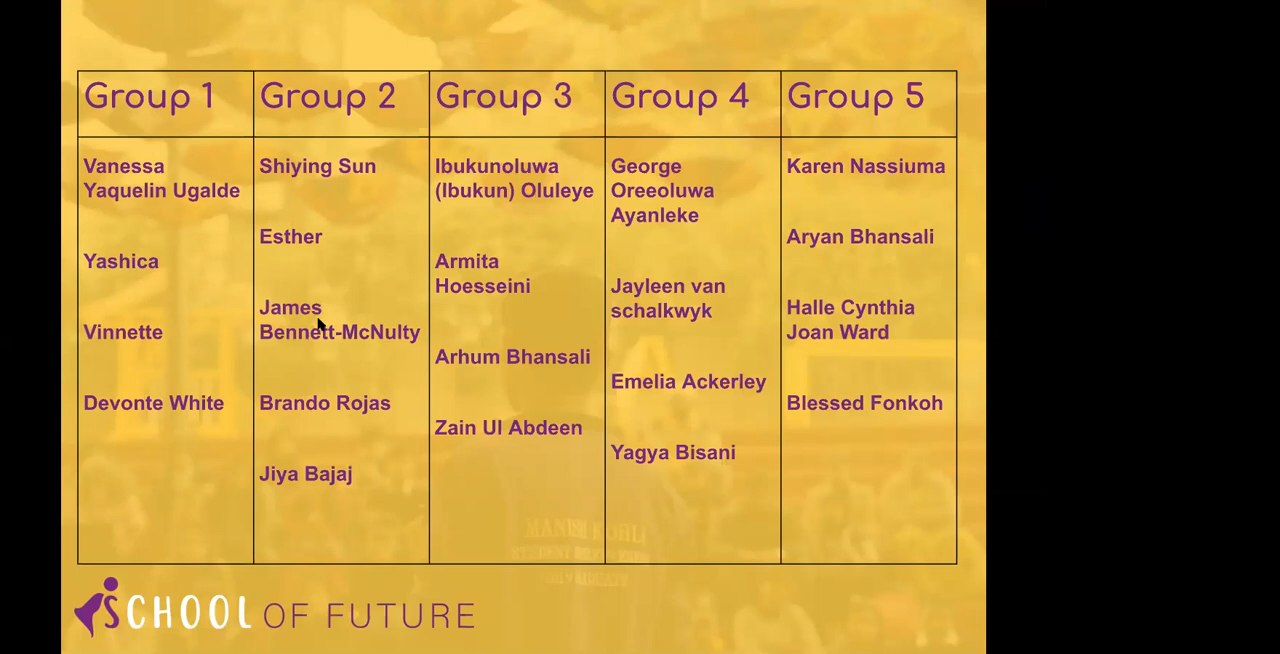 Group 1
Group 2
Group 3
Group 4
Group 5
Vanessa
Yaquelin Ugalde
Yashica
Vinnette
Devonte White
Shiying Sun
Esther
James
Bennett-McNulty
Brando Rojas
Jiya Bajaj
Ibukunoluwa
(Ibukun) Oluleye
Armita
Hoesseini
Arhum Bhansali
Zain Ul Abdeen
George
Oreeoluwa
Ayanleke
Jayleen van
schalkwyk
Emelia Ackerley
Yagya Bisani
Karen Nassiuma
Aryan Bhansali
Halle Cynthia
Joan Ward
Blessed Fonkoh
MANISH KOHLI
SCHOOL OF FUTURE